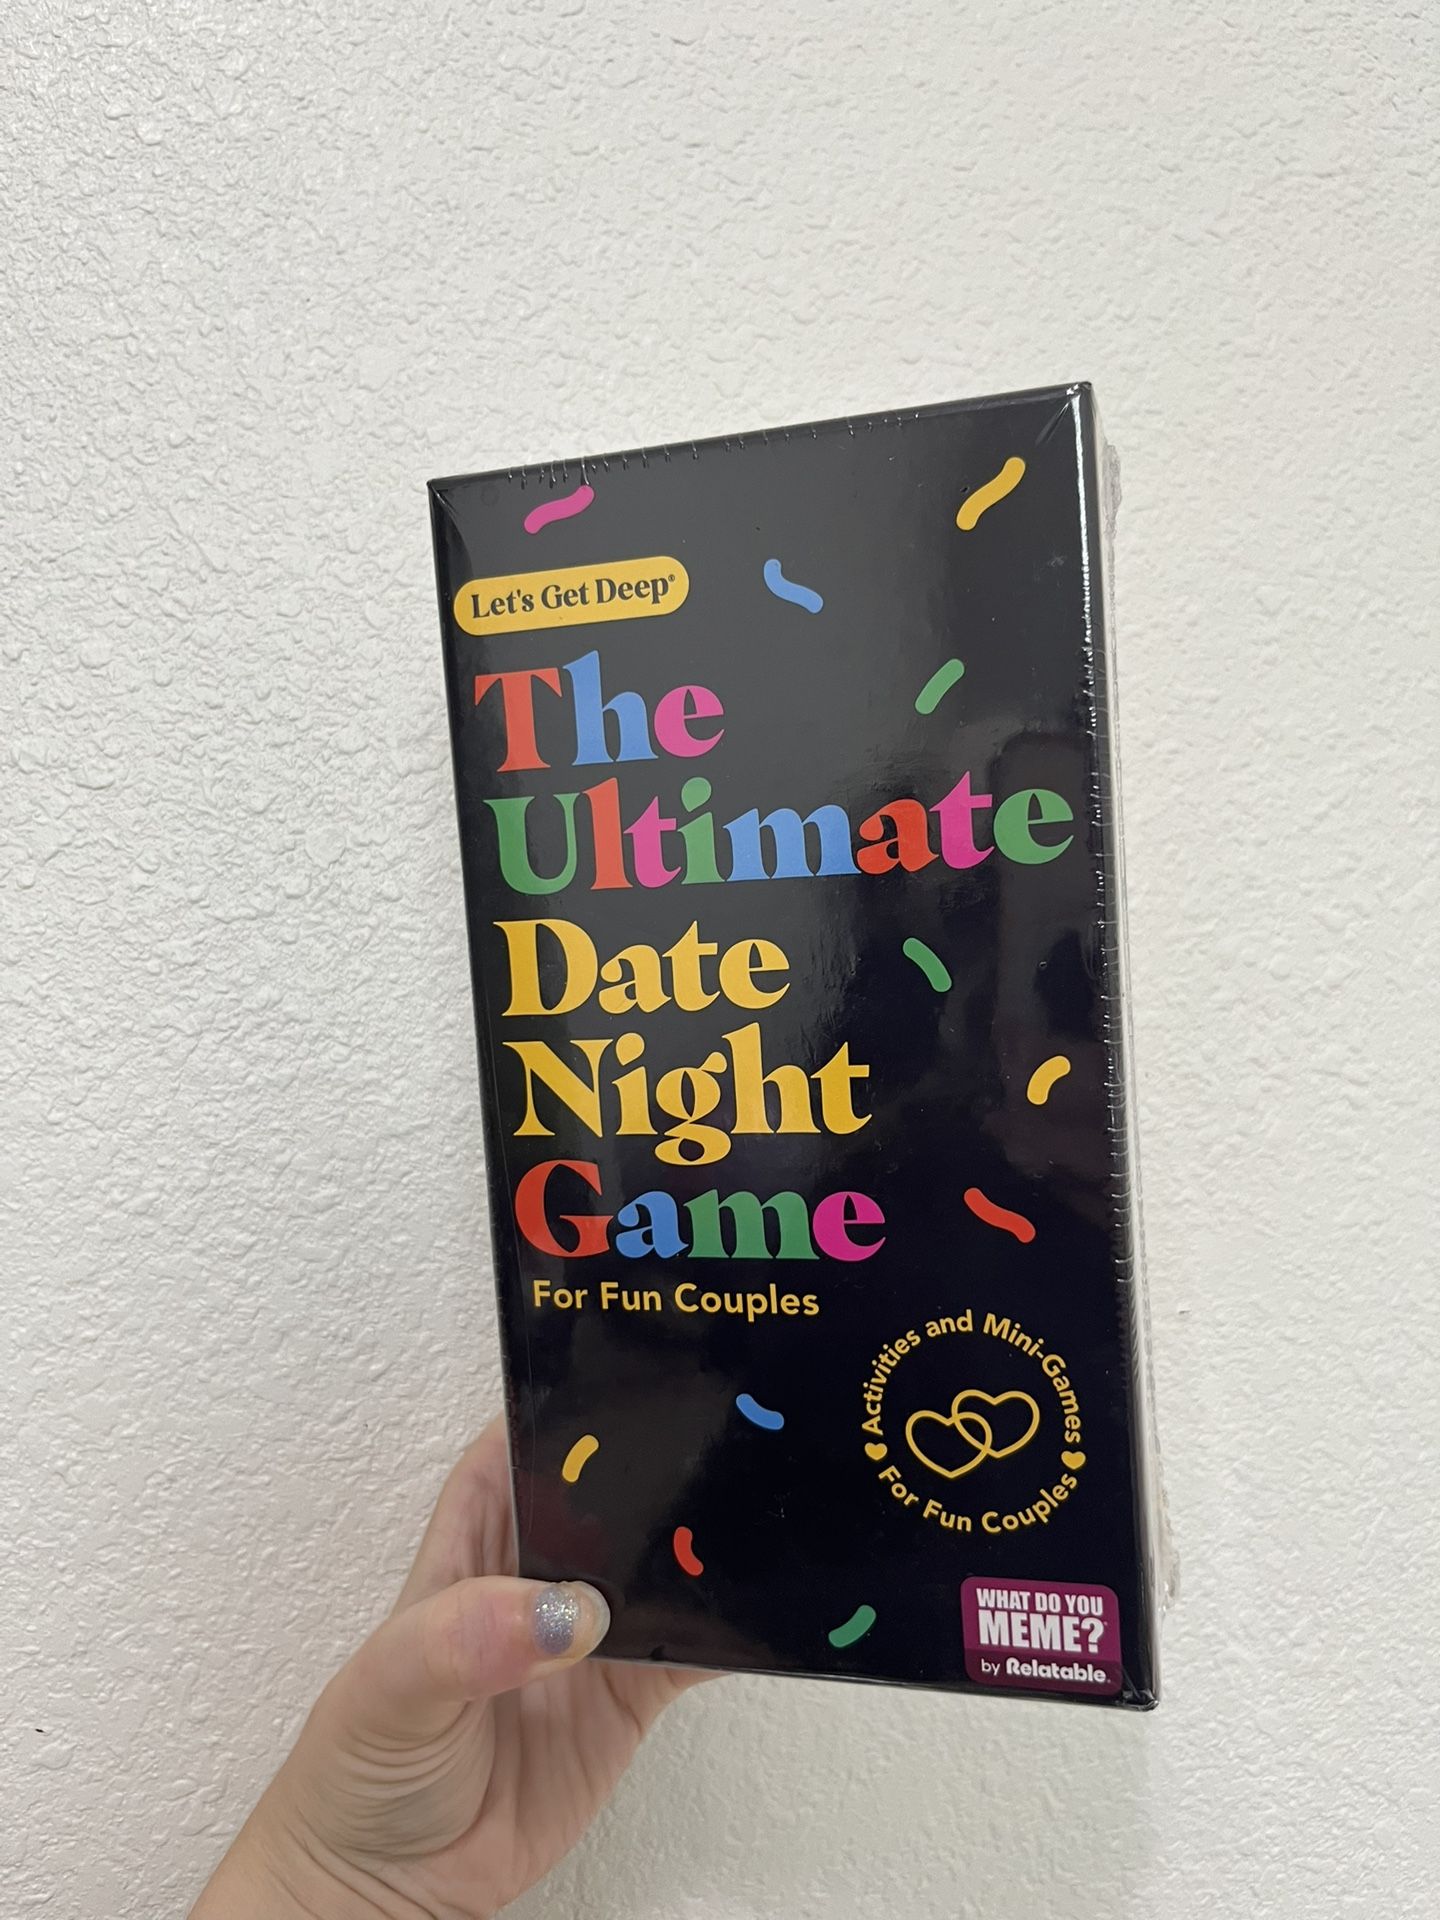 Let's Get Deep®
The
Ultimate
Date
Night
Game
For Fun Couples
Activities and Mini-Games
For Fun Couples
WHAT DO YOU
MEME?
by Relatable.